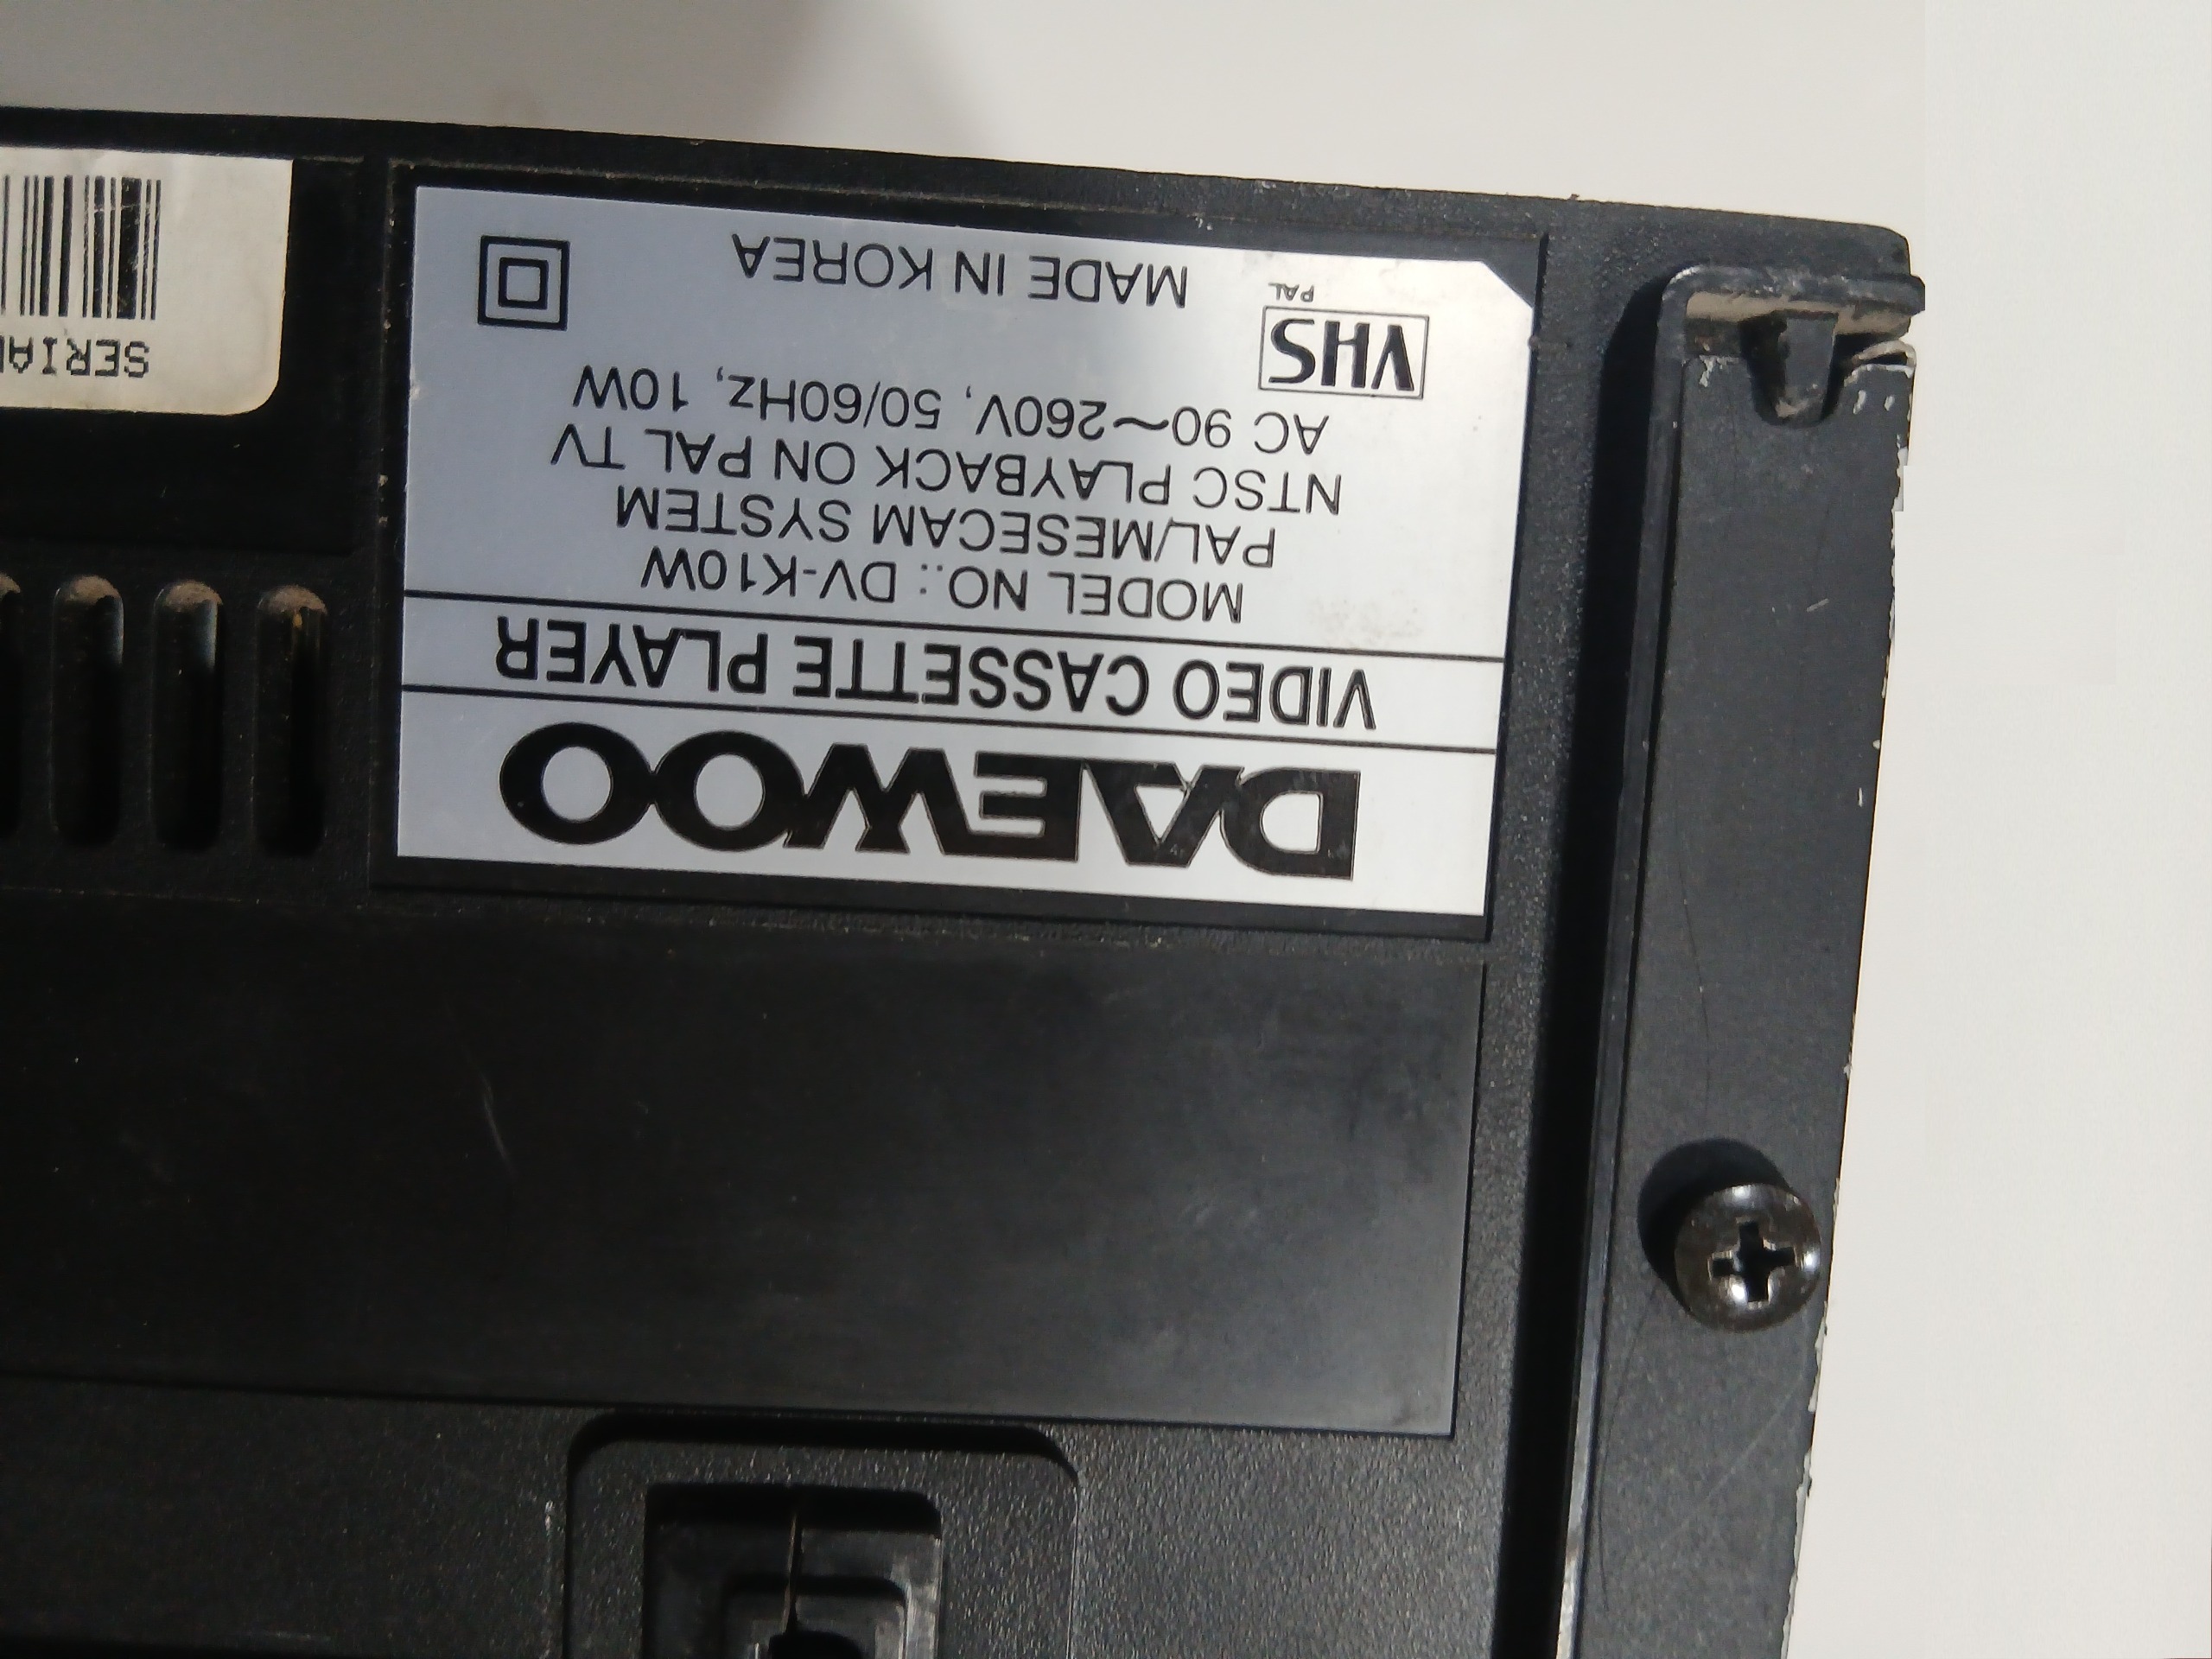 DAEWOO
VIDEO CASSETTE PLAYER
MODEL NO.: DV-K10W
PAL/MESECAM SYSTEM
NTSC PLAYBACK ON PAL TV
AC 90~260V, 50/60Hz, 10W
VHS
PAL
MADE IN KOREA
SERIAL